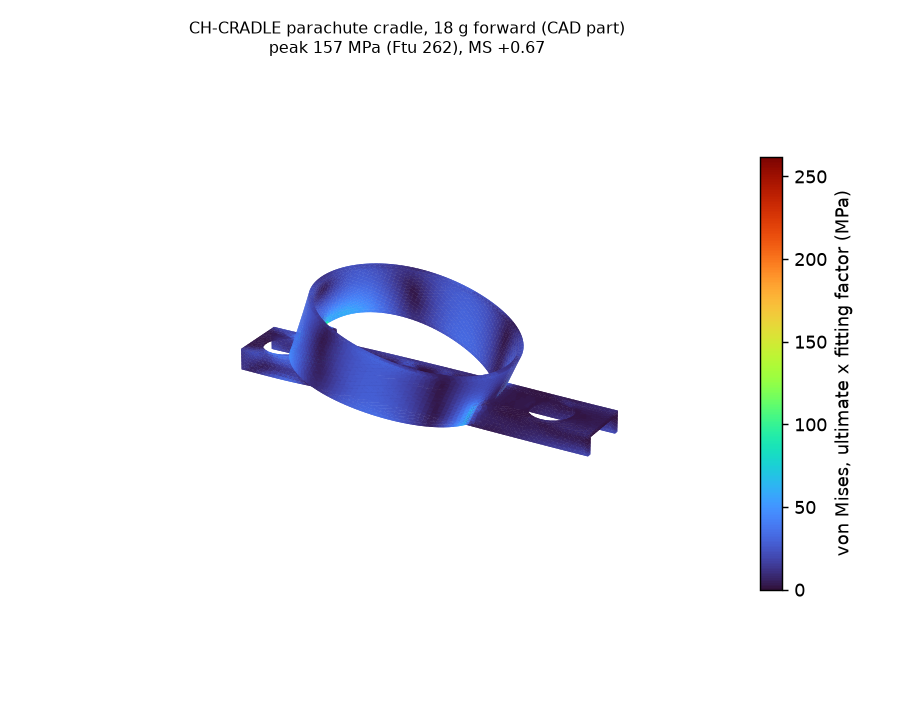 CH-CRADLE parachute cradle, 18 g forward (CAD part)
peak 157 MPa (Ftu 262), MS +0.67
250
200
150
100
50
0
von Mises, ultimate x fitting factor (MPa)